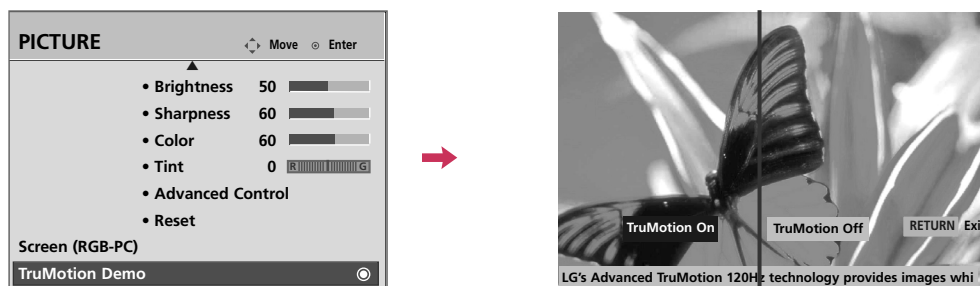 PICTURE
Move Enter
• Brightness 50
• Sharpness 60
• Color 60
• Tint 0 R G
• Advanced Control
• Reset
Screen (RGB-PC)
TruMotion Demo
TruMotion On
TruMotion Off
RETURN Exi
LG's Advanced TruMotion 120Hz technology provides images whi